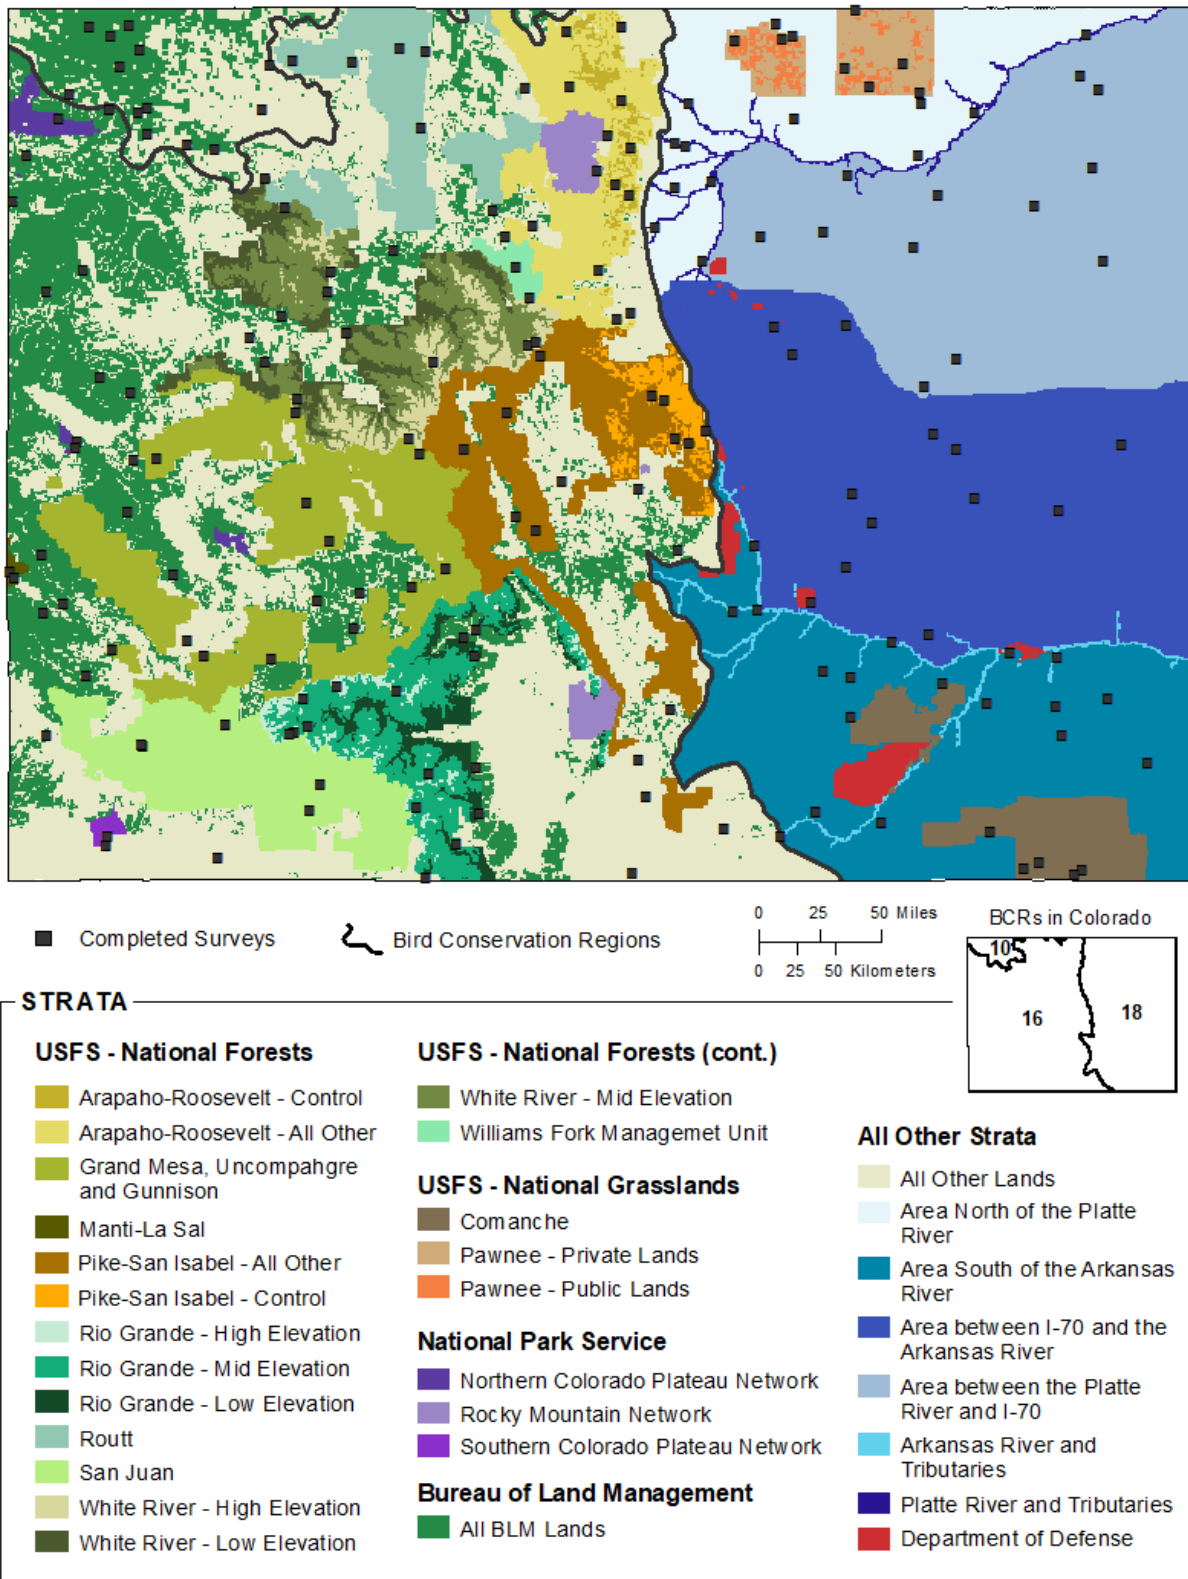 Completed Surveys
Bird Conservation Regions
0 25 50 Miles
0 25 50 Kilometers
BCRs in Colorado
10
16
18
STRATA
USFS - National Forests
Arapaho-Roosevelt - Control
Arapaho-Roosevelt - All Other
Grand Mesa, Uncompahgre
and Gunnison
Manti-La Sal
Pike-San Isabel - All Other
Pike-San Isabel - Control
Rio Grande - High Elevation
Rio Grande - Mid Elevation
Rio Grande - Low Elevation
Routt
San Juan
White River - High Elevation
White River - Low Elevation
USFS - National Forests (cont.)
White River - Mid Elevation
Williams Fork Managemet Unit
USFS - National Grasslands
Comanche
Pawnee - Private Lands
Pawnee - Public Lands
National Park Service
Northern Colorado Plateau Network
Rocky Mountain Network
Southern Colorado Plateau Network
Bureau of Land Management
All BLM Lands
All Other Strata
All Other Lands
Area North of the Platte
River
Area South of the Arkansas
River
Area between I-70 and the
Arkansas River
Area between the Platte
River and I-70
Arkansas River and
Tributaries
Platte River and Tributaries
Department of Defense